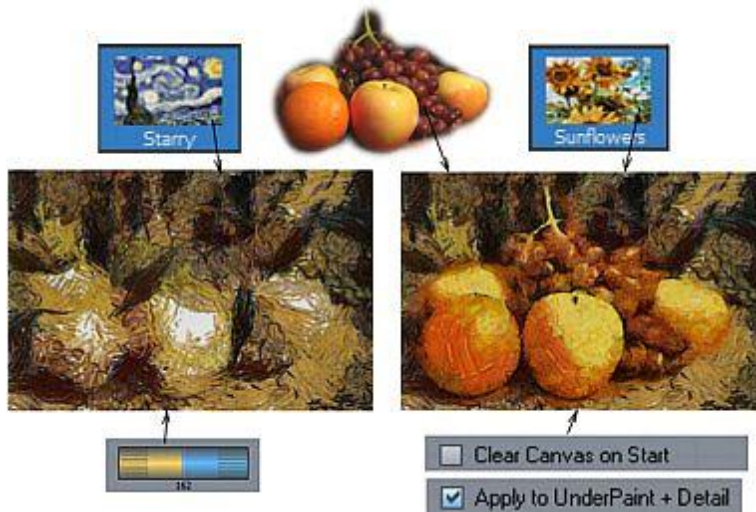 Starry
Sunflowers
162
Clear Canvas on Start
Apply to UnderPaint + Detail